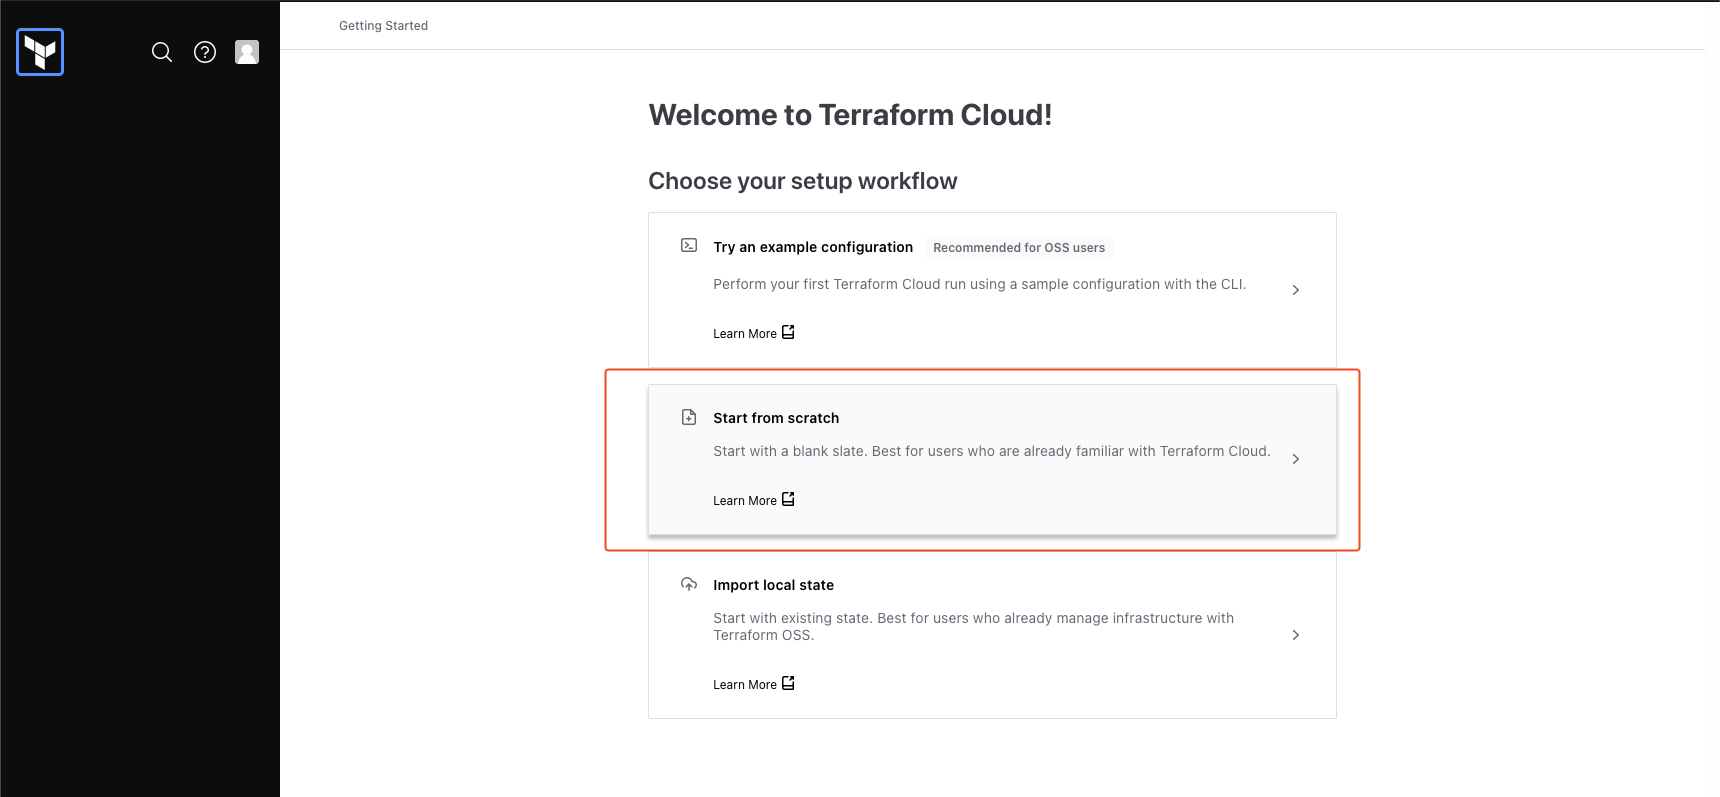 Getting Started
Welcome to Terraform Cloud!
Choose your setup workflow
Try an example configuration Recommended for OSS users
Perform your first Terraform Cloud run using a sample configuration with the CLI.
Learn More
Start from scratch
Start with a blank slate. Best for users who are already familiar with Terraform Cloud.
Learn More
Import local state
Start with existing state. Best for users who already manage infrastructure with
Terraform OSS.
Learn More